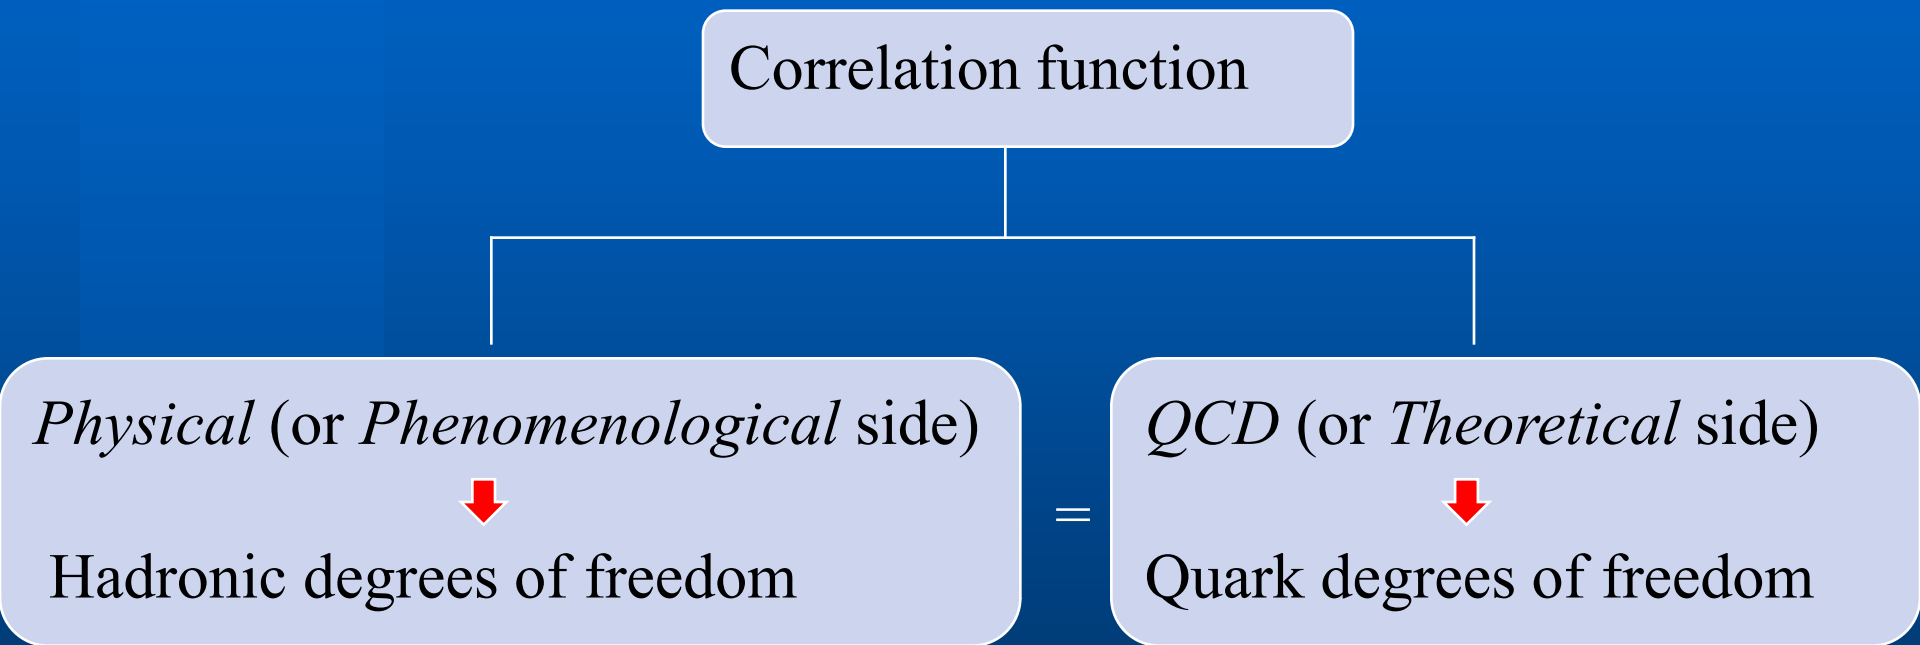 Correlation function
Physical (or Phenomenological side)
Hadronic degrees of freedom
=
QCD (or Theoretical side)
Quark degrees of freedom